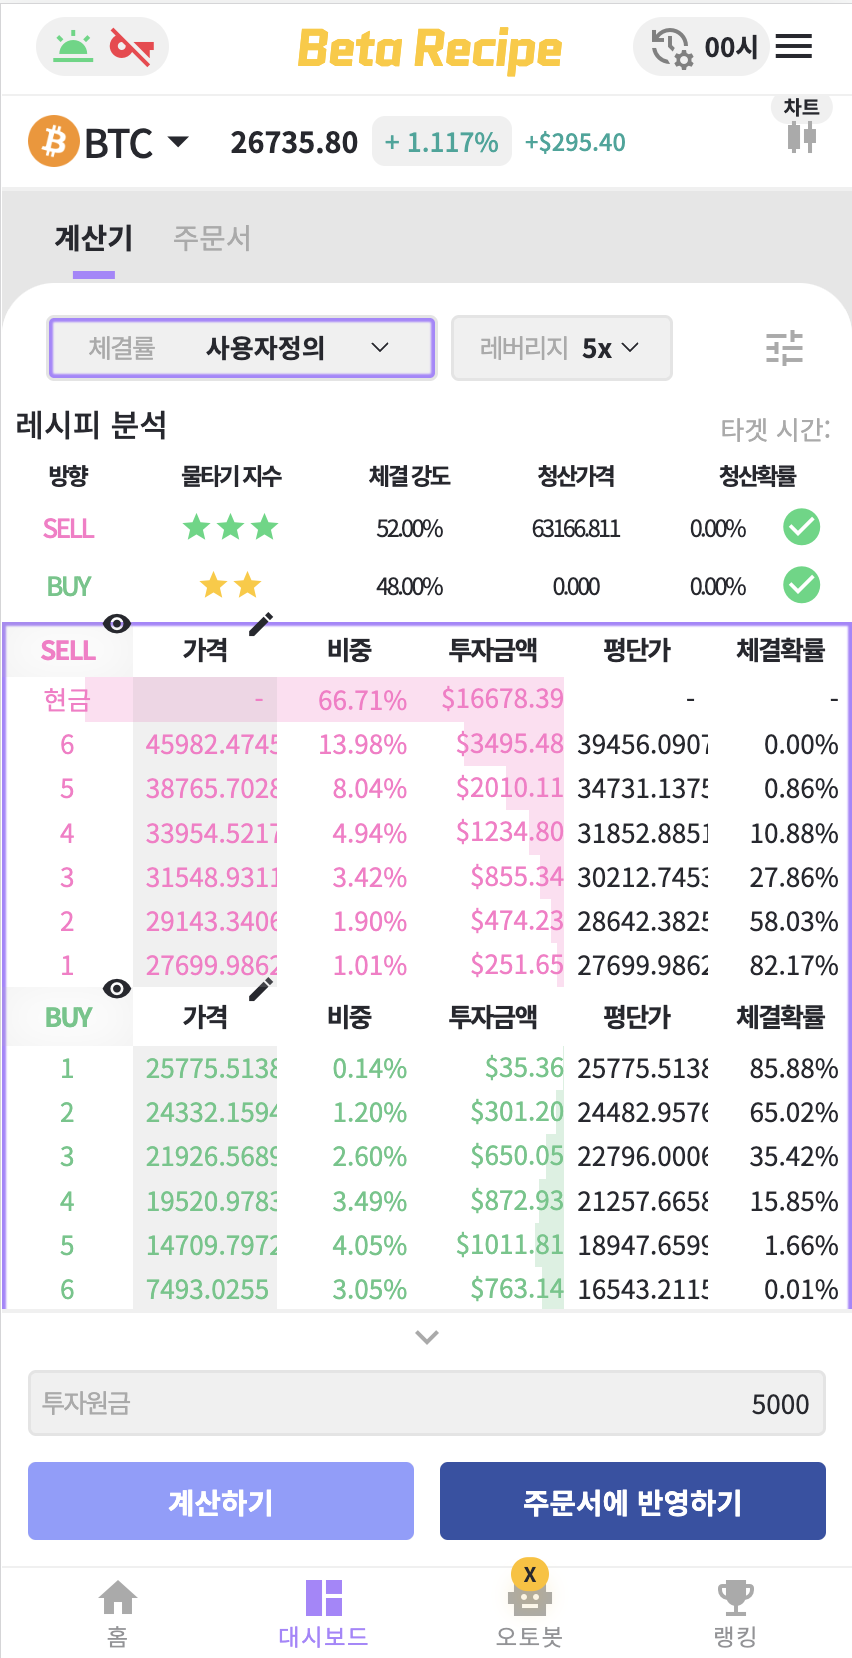 Beta Recipe
00시
차트
BTC 26735.80 + 1.117% +$295.40
계산기 주문서
체결률 사용자정의 레버리지 5x
레시피 분석 타겟 시간:
방향 물타기 지수 체결 강도 청산가격 청산확률
SELL 52.00% 63166.811 0.00%
BUY 48.00% 0.000 0.00%
SELL 가격 비중 투자금액 평단가 체결확률
현금 - 66.71% $16678.39 - -
6 45982.4745 13.98% $3495.48 39456.0907 0.00%
5 38765.7028 8.04% $2010.11 34731.1375 0.86%
4 33954.5217 4.94% $1234.80 31852.8851 10.88%
3 31548.9311 3.42% $855.34 30212.7453 27.86%
2 29143.3406 1.90% $474.23 28642.3825 58.03%
1 27699.9862 1.01% $251.65 27699.9862 82.17%
BUY 가격 비중 투자금액 평단가 체결확률
1 25775.5138 0.14% $35.36 25775.5138 85.88%
2 24332.1594 1.20% $301.20 24482.9576 65.02%
3 21926.5689 2.60% $650.05 22796.0006 35.42%
4 19520.9783 3.49% $872.93 21257.6658 15.85%
5 14709.7972 4.05% $1011.81 18947.6599 1.66%
6 7493.0255 3.05% $763.14 16543.2115 0.01%
투자원금 5000
계산하기 주문서에 반영하기
X
홈 대시보드 오토봇 랭킹